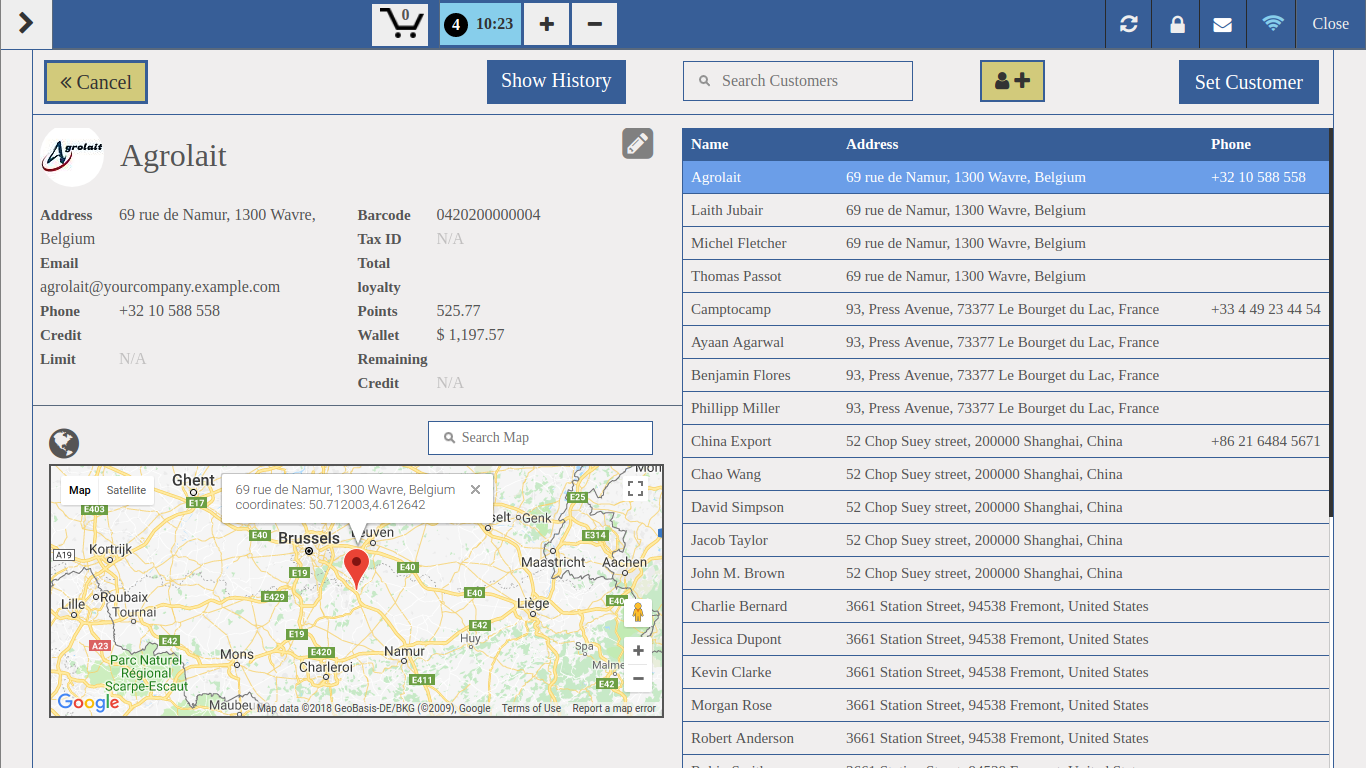 0
4 10:23
Close
Cancel
Show History
Search Customers
Set Customer
Agrolait
Agrolait
Address 69 rue de Namur, 1300 Wavre,
Belgium
Email
agrolait@yourcompany.example.com
Phone +32 10 588 558
Credit
Limit N/A
Barcode 0420200000004
Tax ID N/A
Total
loyalty
Points 525.77
Wallet $ 1,197.57
Remaining
Credit N/A
Search Map
Map Satellite
69 rue de Namur, 1300 Wavre, Belgium
coordinates: 50.712003,4.612642
Ghent
E17
E403
E25
Genk
E40
E314
Brussels
A19
Kortrijk
Maastricht
Aachen
E19
E40
E429
E40
E40
Lille
Roubaix
Tournai
Liège
E42
E19
E42
A23
Huy
E420
Spa
Mons
Namur
Parc Naturel
Régional
Scarpe-Escaut
Charleroi
E411
E42
Google
Map data ©2018 GeoBasis-DE/BKG (©2009), Google Terms of Use Report a map error
Name Address Phone
Agrolait 69 rue de Namur, 1300 Wavre, Belgium +32 10 588 558
Laith Jubair 69 rue de Namur, 1300 Wavre, Belgium
Michel Fletcher 69 rue de Namur, 1300 Wavre, Belgium
Thomas Passot 69 rue de Namur, 1300 Wavre, Belgium
Camptocamp 93, Press Avenue, 73377 Le Bourget du Lac, France +33 4 49 23 44 54
Ayaan Agarwal 93, Press Avenue, 73377 Le Bourget du Lac, France
Benjamin Flores 93, Press Avenue, 73377 Le Bourget du Lac, France
Phillipp Miller 93, Press Avenue, 73377 Le Bourget du Lac, France
China Export 52 Chop Suey street, 200000 Shanghai, China +86 21 6484 5671
Chao Wang 52 Chop Suey street, 200000 Shanghai, China
David Simpson 52 Chop Suey street, 200000 Shanghai, China
Jacob Taylor 52 Chop Suey street, 200000 Shanghai, China
John M. Brown 52 Chop Suey street, 200000 Shanghai, China
Charlie Bernard 3661 Station Street, 94538 Fremont, United States
Jessica Dupont 3661 Station Street, 94538 Fremont, United States
Kevin Clarke 3661 Station Street, 94538 Fremont, United States
Morgan Rose 3661 Station Street, 94538 Fremont, United States
Robert Anderson 3661 Station Street, 94538 Fremont, United States